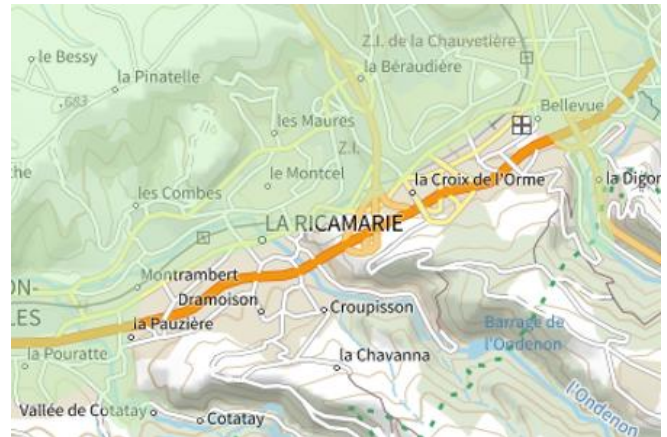 Z.I. de la Chauvetière
le Bessy
la Béraudière
la Pinatelle
.683
Bellevue
les Maures
Z.I.
le Montcel
la Croix de l'Orme
la Digon
les Combes
LA RICAMARIE
Montrambert
ON-
LES
Dramoison
Croupisson
la Pauzière
Barrage de
l'Ondenon
la Pouratte
la Chavanna
l'Ondenon
Vallée de Cotatay
Cotatay